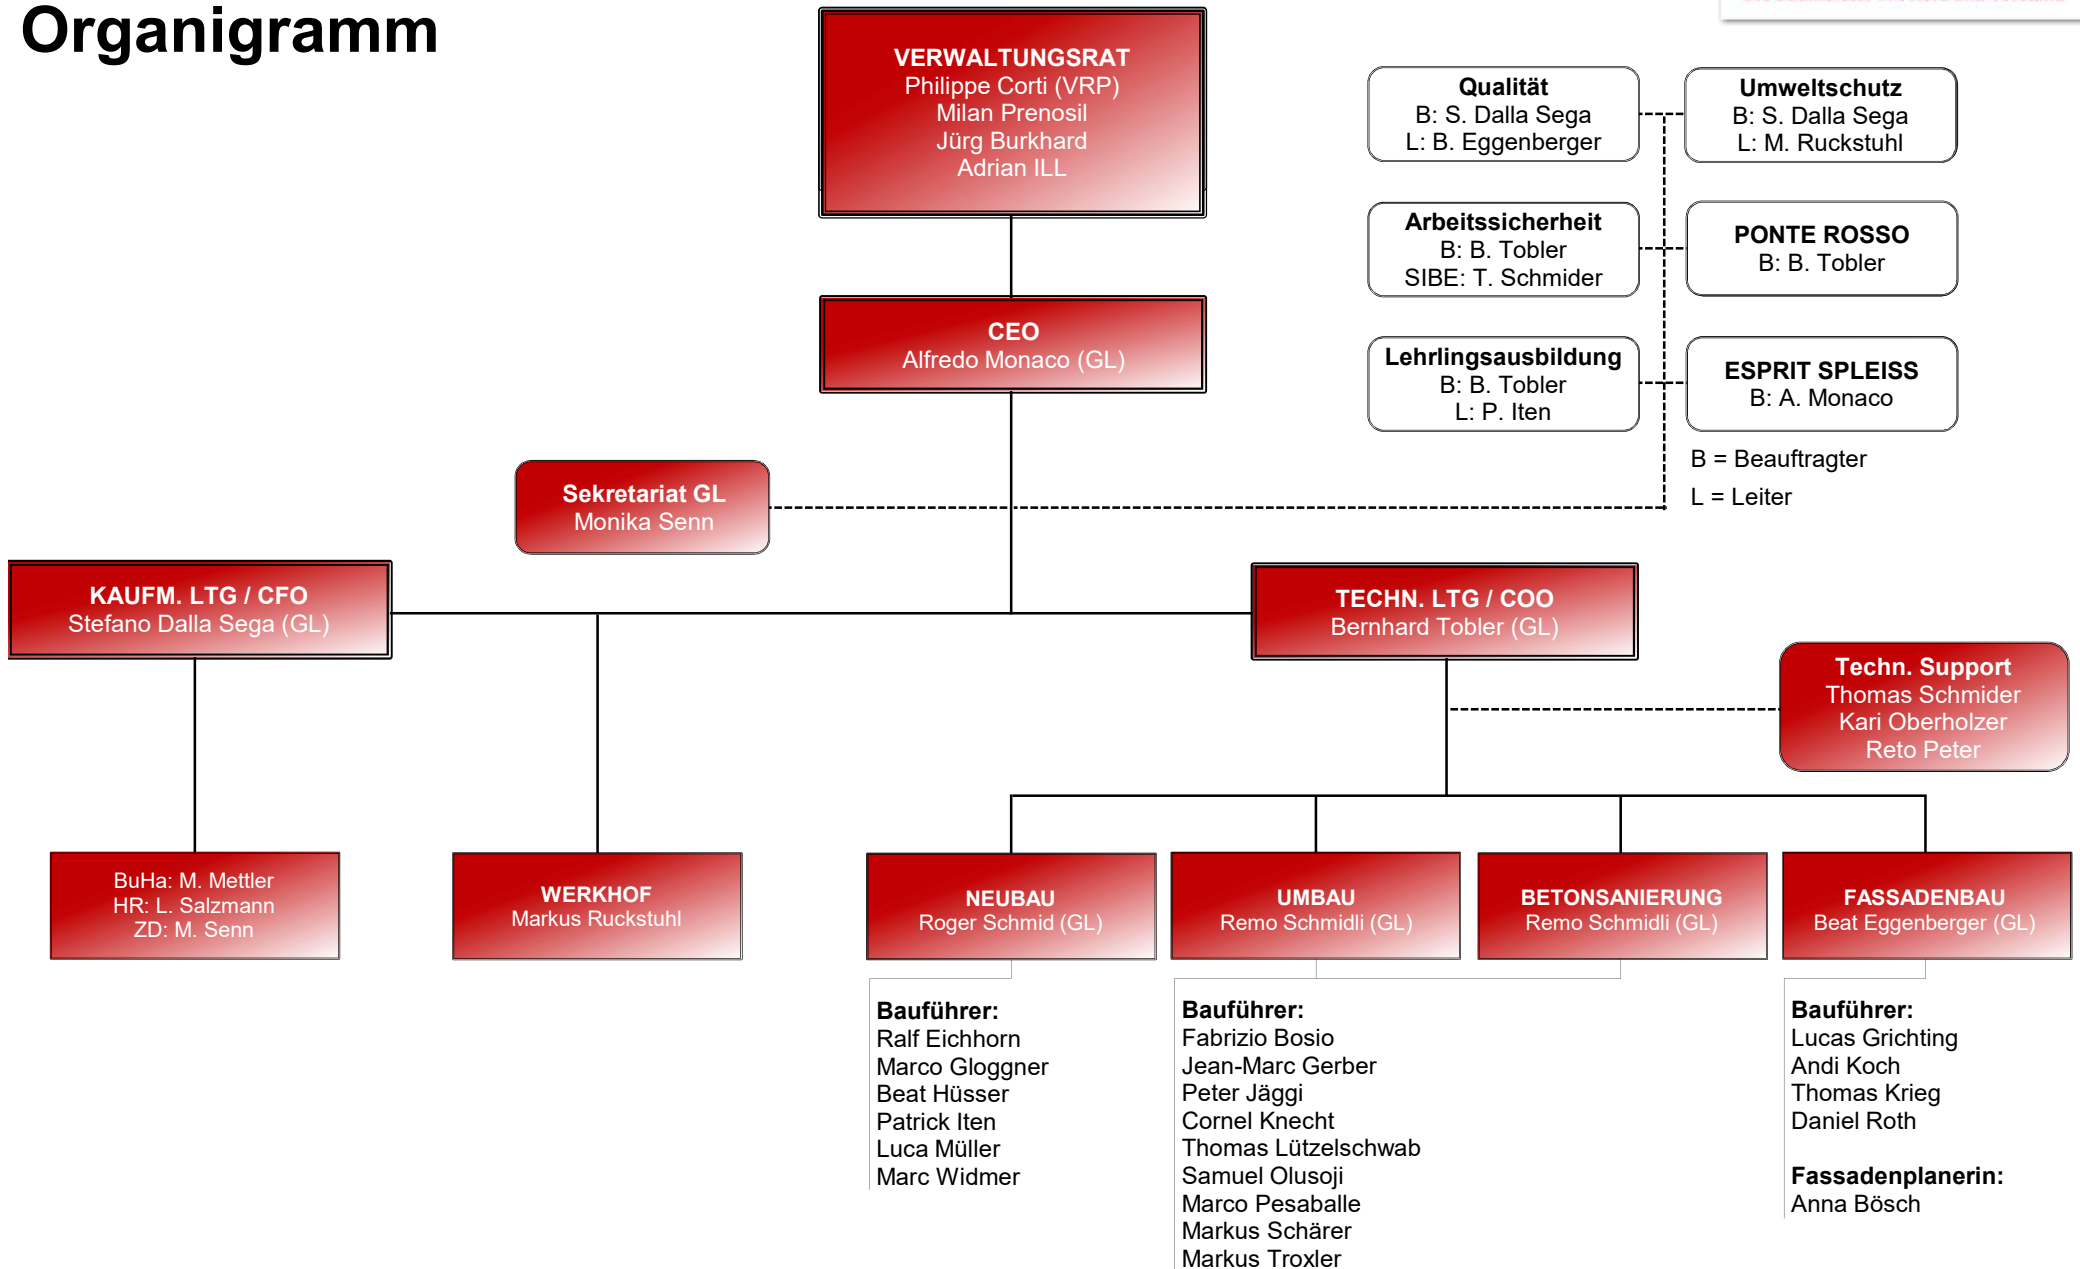 Organigramm
VERWALTUNGSRAT
Philippe Corti (VRP)
Milan Prenosil
Jürg Burkhard
Adrian ILL
Qualität
B: S. Dalla Sega
L: B. Eggenberger
Umweltschutz
B: S. Dalla Sega
L: M. Ruckstuhl
Arbeitssicherheit
B: B. Tobler
SIBE: T. Schmider
PONTE ROSSO
B: B. Tobler
CEO
Alfredo Monaco (GL)
Lehrlingsausbildung
B: B. Tobler
L: P. Iten
ESPRIT SPLEISS
B: A. Monaco
B = Beauftragter
L = Leiter
Sekretariat GL
Monika Senn
KAUFM. LTG / CFO
Stefano Dalla Sega (GL)
TECHN. LTG / COO
Bernhard Tobler (GL)
Techn. Support
Thomas Schmider
Kari Oberholzer
Reto Peter
BuHa: M. Mettler
HR: L. Salzmann
ZD: M. Senn
WERKHOF
Markus Ruckstuhl
NEUBAU
Roger Schmid (GL)
UMBAU
Remo Schmidli (GL)
BETONSANIERUNG
Remo Schmidli (GL)
FASSADENBAU
Beat Eggenberger (GL)
Bauführer:
Ralf Eichhorn
Marco Gloggner
Beat Hüsser
Patrick Iten
Luca Müller
Marc Widmer
Bauführer:
Fabrizio Bosio
Jean-Marc Gerber
Peter Jäggi
Cornel Knecht
Thomas Lützelschwab
Samuel Olusoji
Marco Pesaballe
Markus Schärer
Markus Troxler
Bauführer:
Lucas Grichting
Andi Koch
Thomas Krieg
Daniel Roth
Fassadenplanerin:
Anna Bösch